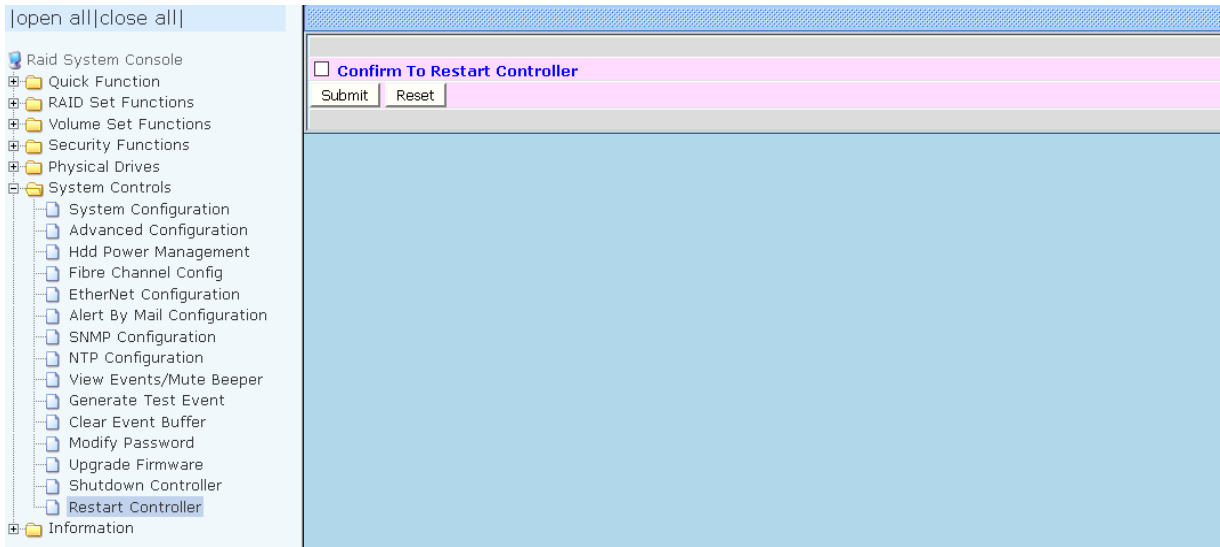 |open all|close all|
Raid System Console
Quick Function
RAID Set Functions
Volume Set Functions
Security Functions
Physical Drives
System Controls
System Configuration
Advanced Configuration
Hdd Power Management
Fibre Channel Config
EtherNet Configuration
Alert By Mail Configuration
SNMP Configuration
NTP Configuration
View Events/Mute Beeper
Generate Test Event
Clear Event Buffer
Modify Password
Upgrade Firmware
Shutdown Controller
Restart Controller
Information
Confirm To Restart Controller
Submit Reset